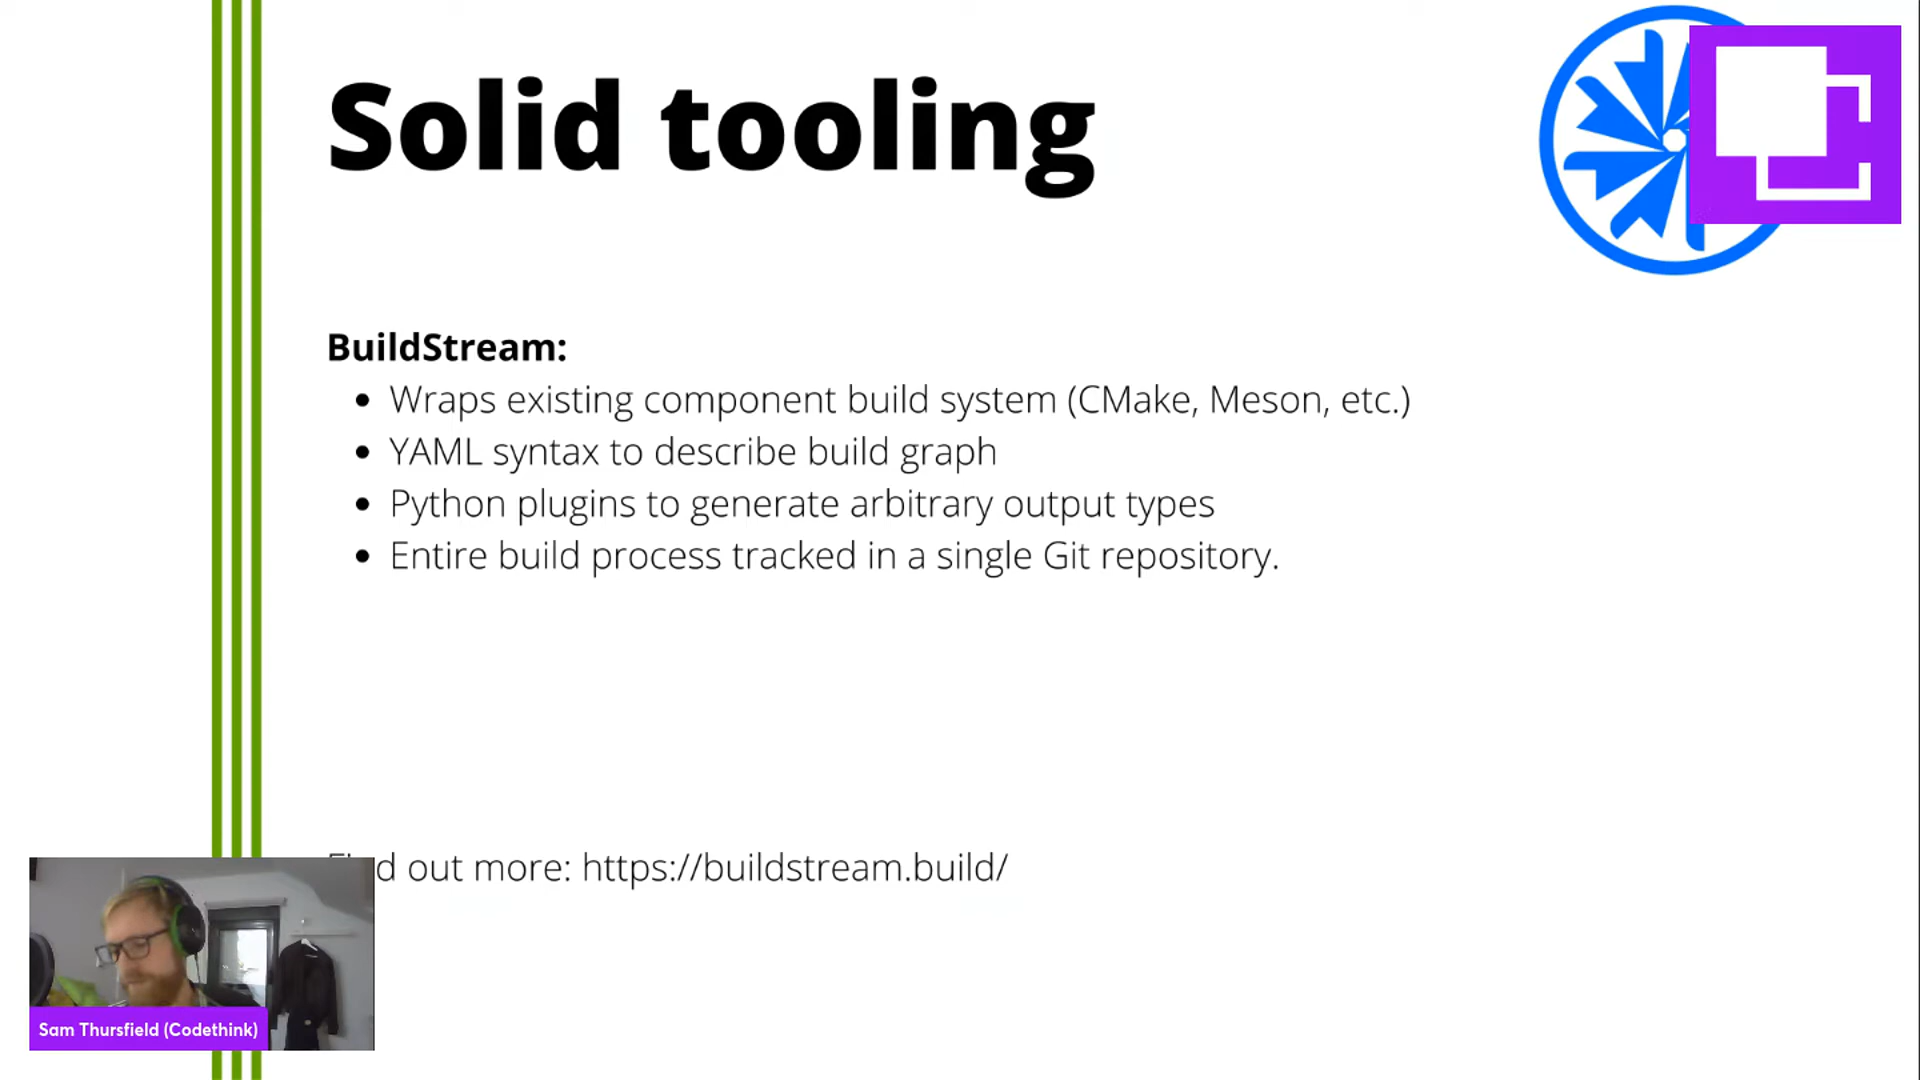 Solid tooling
BuildStream:
• Wraps existing component build system (CMake, Meson, etc.)
• YAML syntax to describe build graph
• Python plugins to generate arbitrary output types
• Entire build process tracked in a single Git repository.
out more: https://buildstream.build/
Sam Thursfield (Codethink)